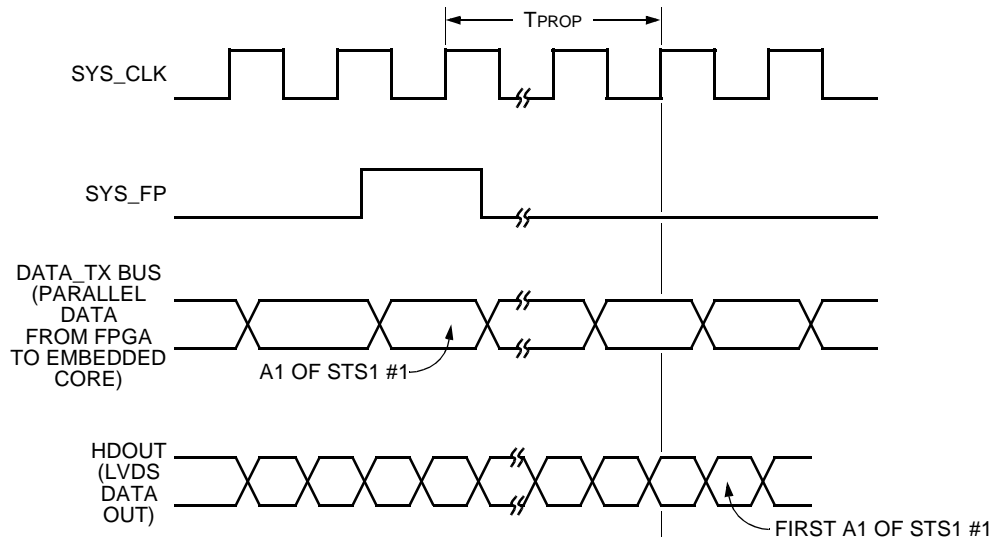 TPROP
SYS_CLK
SYS_FP
DATA_TX BUS
(PARALLEL
DATA
FROM FPGA
TO EMBEDDED
CORE)
A1 OF STS1 #1
HDOUT
(LVDS
DATA
OUT)
FIRST A1 OF STS1 #1